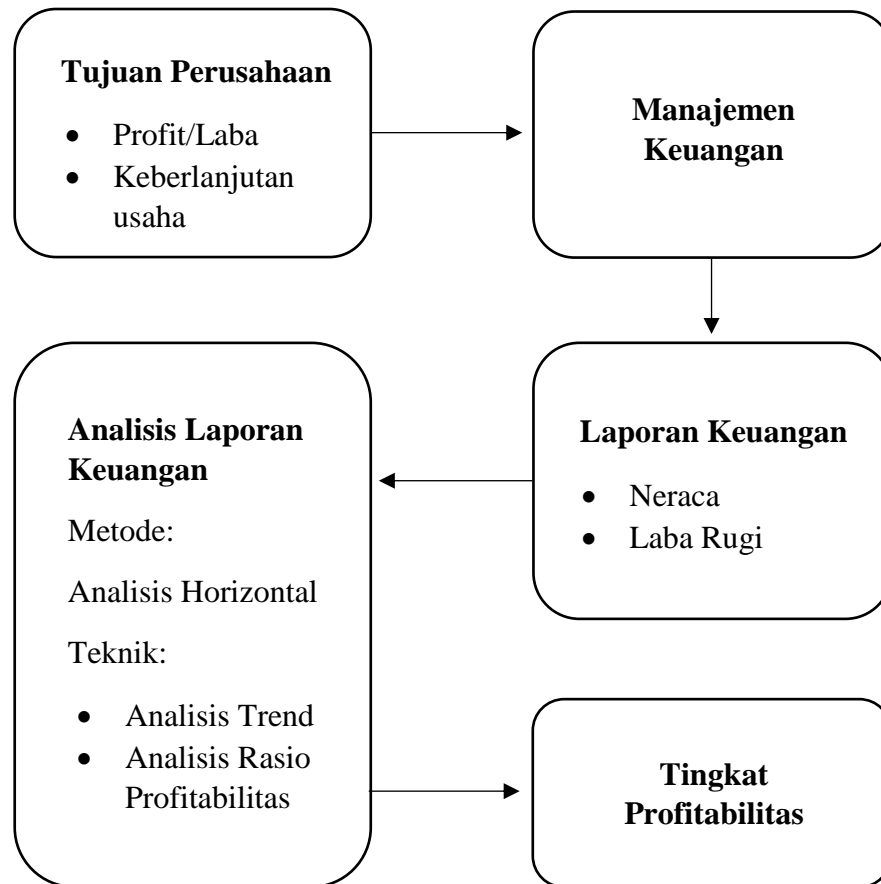 Tujuan Perusahaan
• Profit/Laba
• Keberlanjutan
usaha
Manajemen
Keuangan
Laporan Keuangan
• Neraca
• Laba Rugi
Analisis Laporan
Keuangan
Metode:
Analisis Horizontal
Teknik:
• Analisis Trend
• Analisis Rasio
Profitabilitas
Tingkat
Profitabilitas